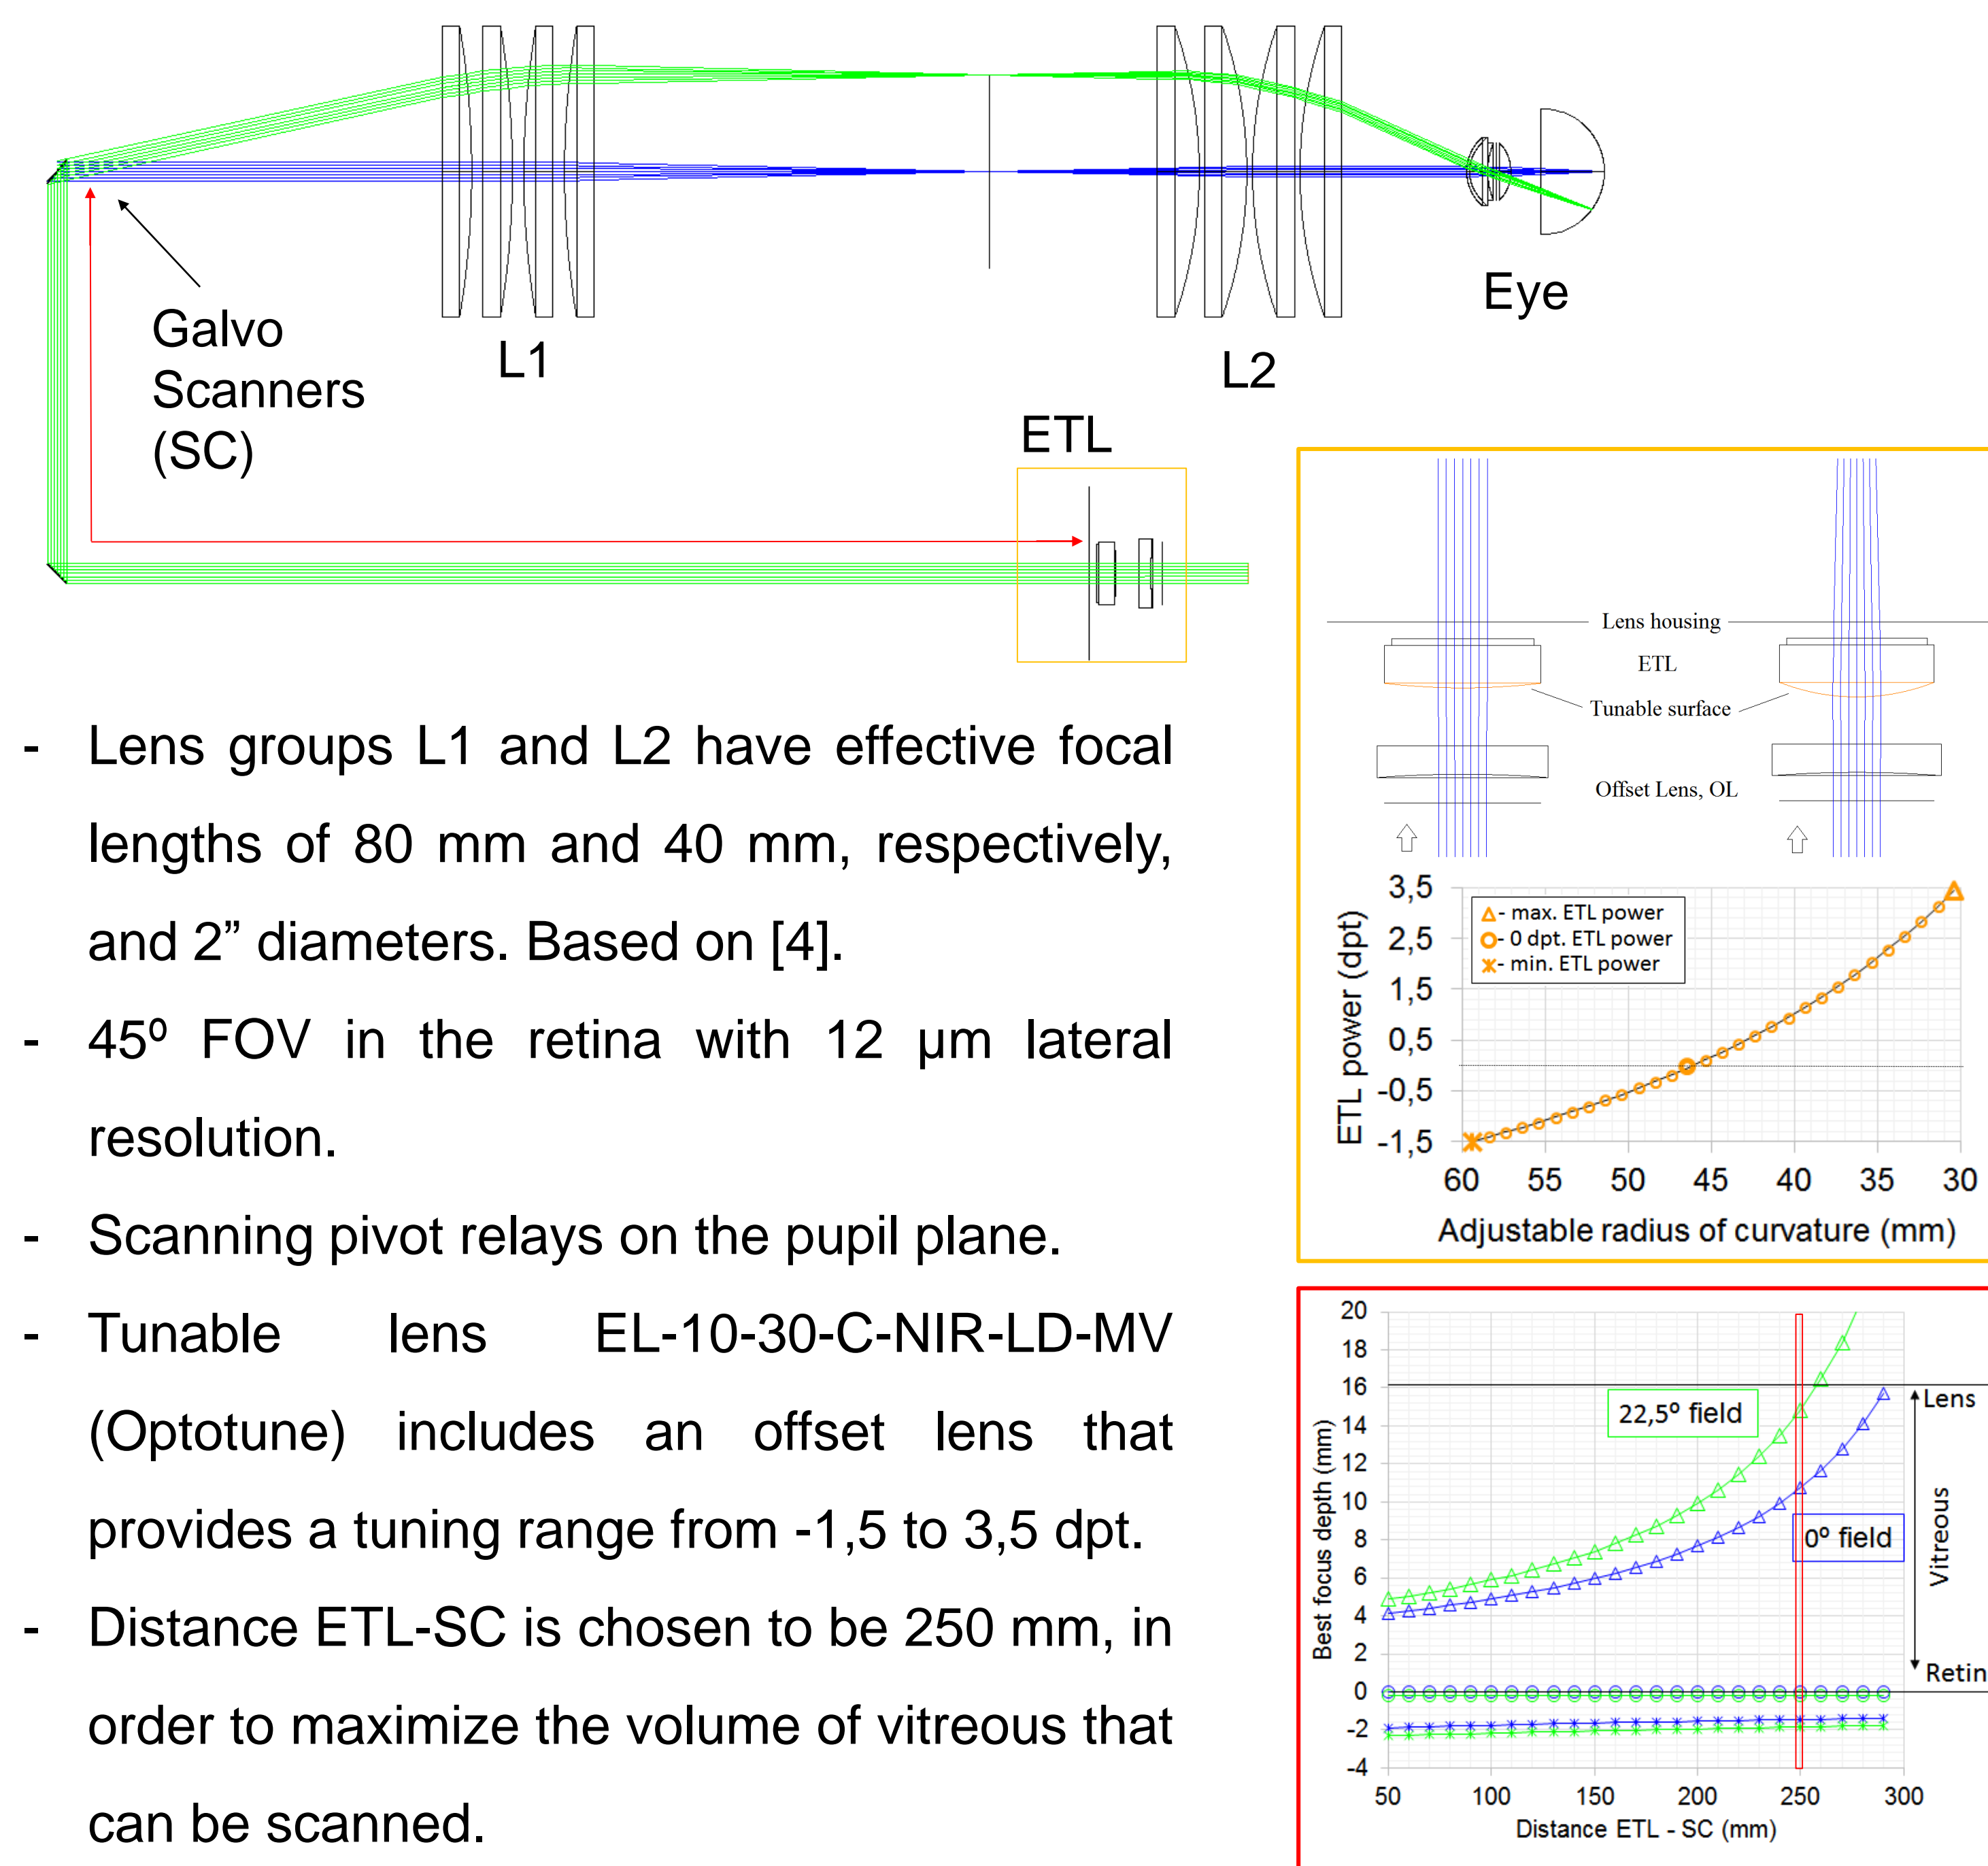 Galvo
Scanners
(SC)
L1
L2
Eye
ETL
- Lens groups L1 and L2 have effective focal
lengths of 80 mm and 40 mm, respectively,
and 2” diameters. Based on [4].
- 45º FOV in the retina with 12 µm lateral
resolution.
- Scanning pivot relays on the pupil plane.
- Tunable lens EL-10-30-C-NIR-LD-MV
(Optotune) includes an offset lens that
provides a tuning range from -1,5 to 3,5 dpt.
- Distance ETL-SC is chosen to be 250 mm, in
order to maximize the volume of vitreous that
can be scanned.
Lens housing
ETL
Tunable surface
Offset Lens, OL
ETL power (dpt)
3,5
2,5
1,5
0,5
-0,5
-1,5
- max. ETL power
- 0 dpt. ETL power
- min. ETL power
60 55 50 45 40 35 30
Adjustable radius of curvature (mm)
Best focus depth (mm)
20
18
16
14
12
10
8
6
4
2
0
-2
-4
22,5º field
0º field
Lens
Vitreous
Retin
50 100 150 200 250 300
Distance ETL - SC (mm)